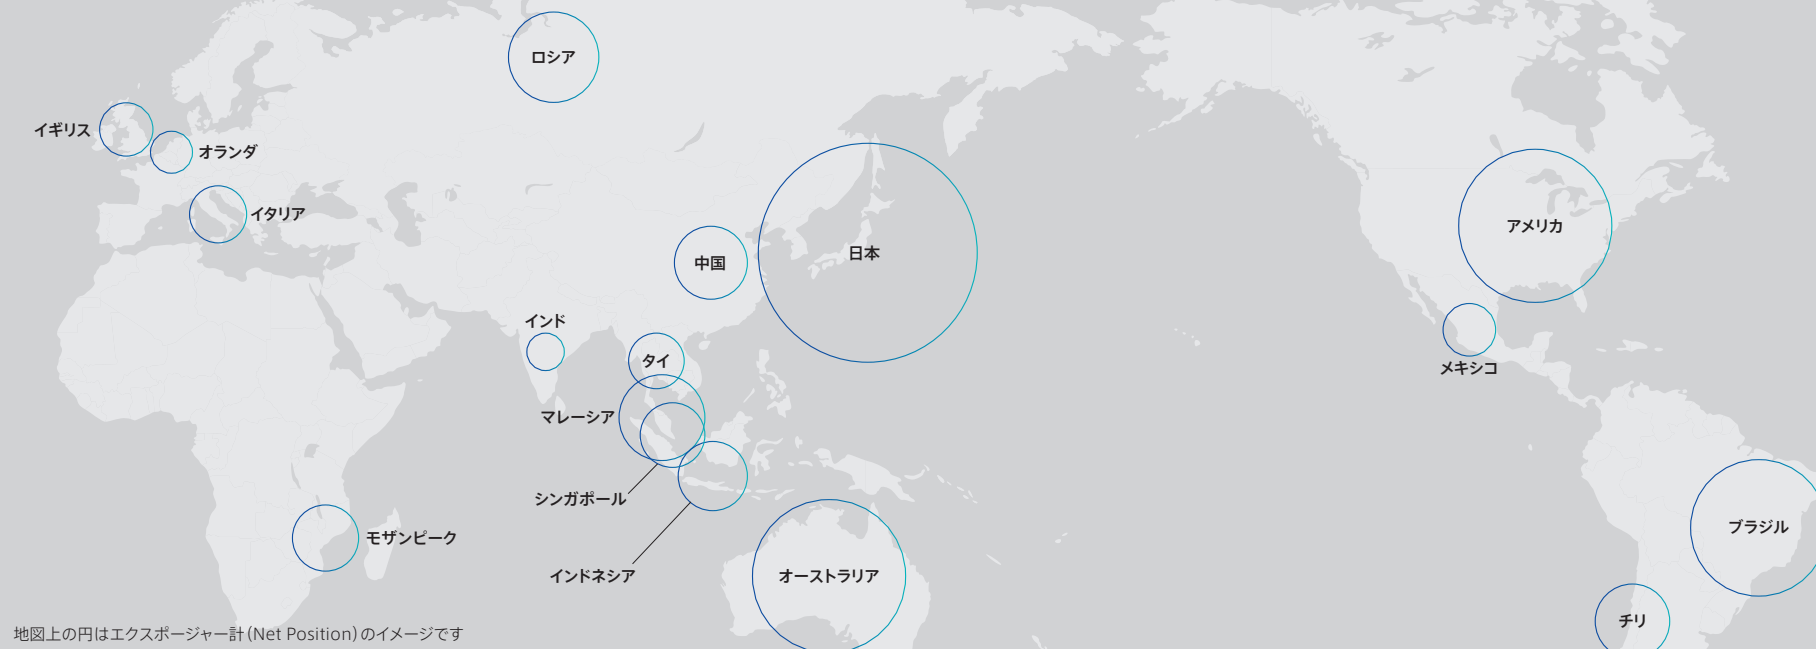 ロシア
イギリス
オランダ
イタリア
アメリカ
日本
中国
インド
タイ
メキシコ
マレーシア
シンガポール
ブラジル
モザンビーク
インドネシア
オーストラリア
チリ
地図上の円はエクスポージャー計(Net Position)のイメージです